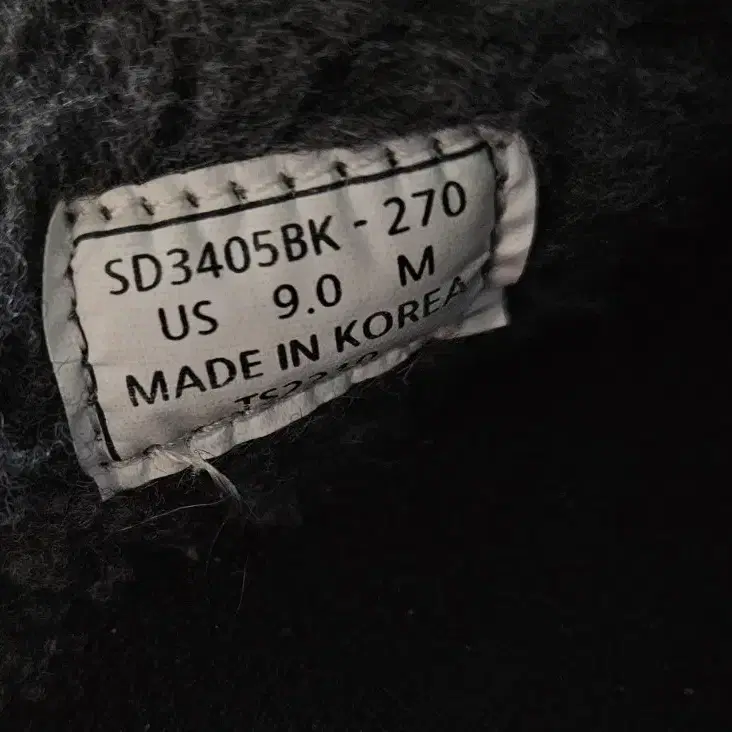 SD3405BK - 270
US 9.0 M
MADE IN KOREA